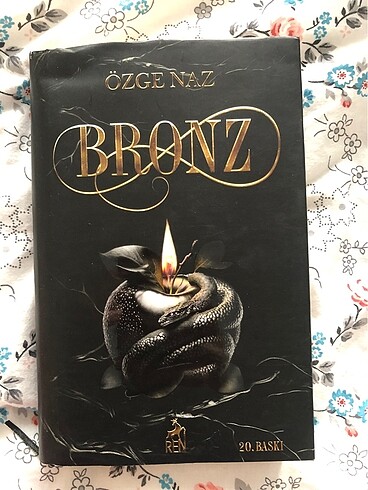 ÖZGE NAZ
BRONZ
REN
20. BASKI